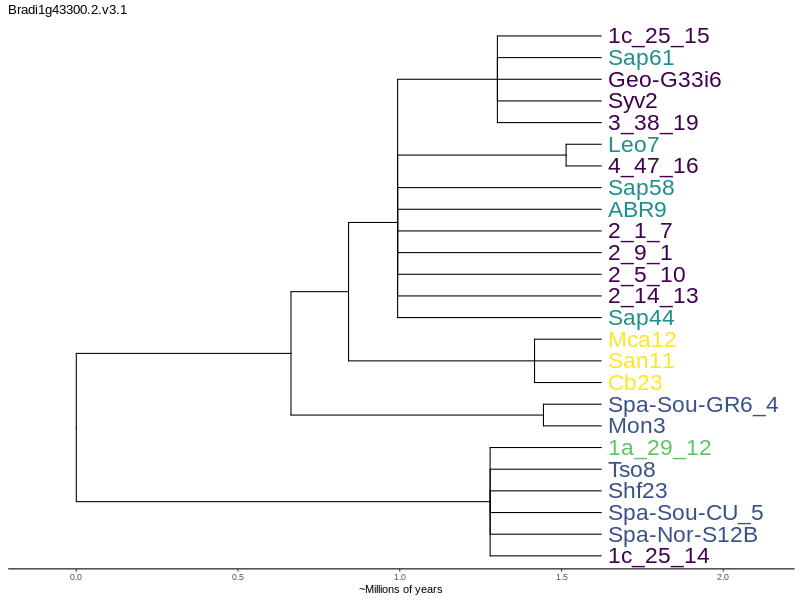 Bradi1g43300.2.v3.1
1c_25_15
Sap61
Geo-G33i6
Syv2
3_38_19
Leo7
4_47_16
Sap58
ABR9
2_1_7
2_9_1
2_5_10
2_14_13
Sap44
Mca12
San11
Cb23
Spa-Sou-GR6_4
Mon3
1a_29_12
Tso8
Shf23
Spa-Sou-CU_5
Spa-Nor-S12B
1c_25_14
0.0 0.5 1.0 1.5 2.0
~Millions of years